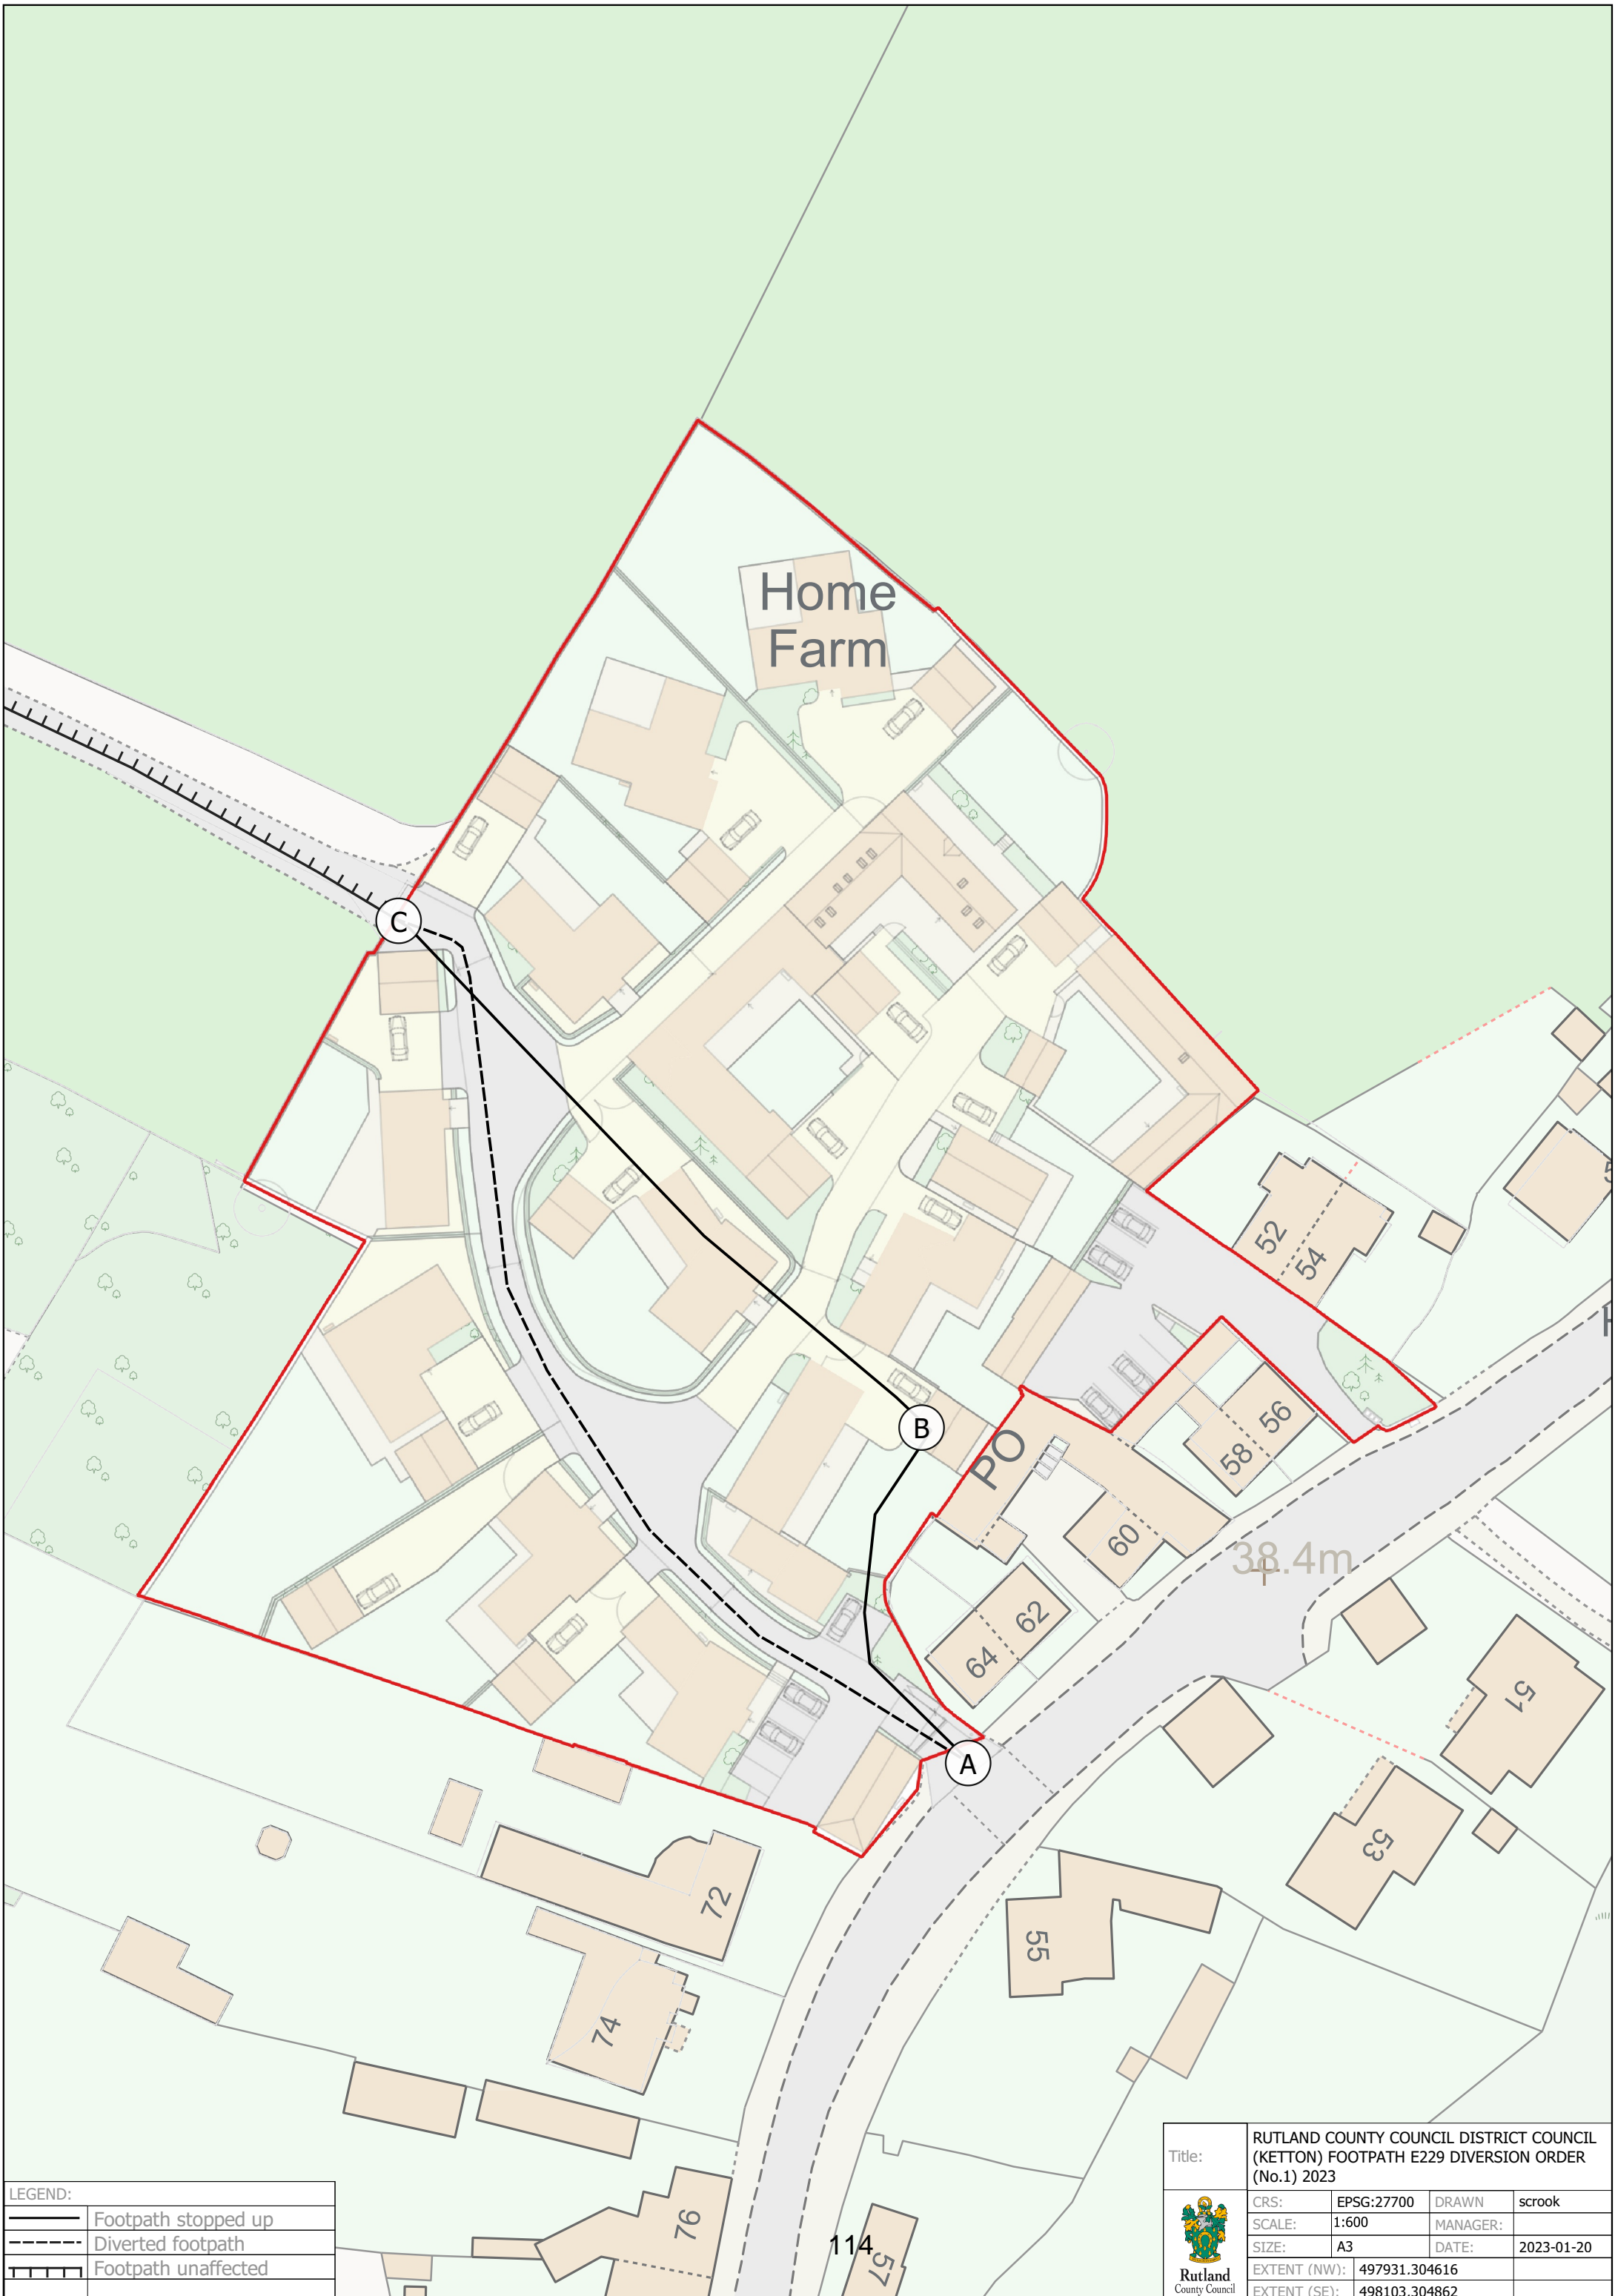 Home
Farm
C
B
A
PO
52
54
56
58
60
62
64
38.4m
51
53
55
72
74
76
57
114
LEGEND:
Footpath stopped up
Diverted footpath
Footpath unaffected
Title:
RUTLAND COUNTY COUNCIL DISTRICT COUNCIL
(KETTON) FOOTPATH E229 DIVERSION ORDER
(No.1) 2023
CRS: EPSG:27700 DRAWN scrook
SCALE: 1:600 MANAGER:
SIZE: A3 DATE: 2023-01-20
EXTENT (NW): 497931.304616
EXTENT (SE): 498103.304862
Rutland
County Council